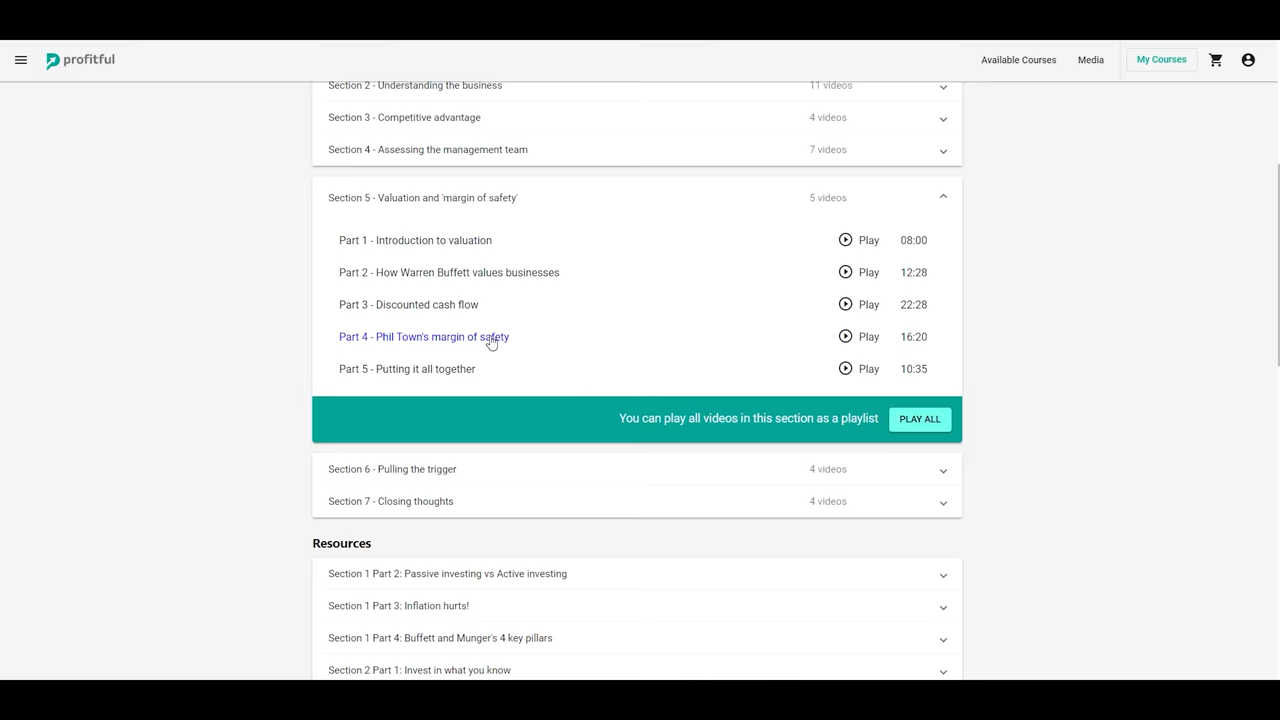 profitful
Available Courses Media My Courses
Section 2 - Understanding the business 11 videos
Section 3 - Competitive advantage 4 videos
Section 4 - Assessing the management team 7 videos
Section 5 - Valuation and 'margin of safety' 5 videos
Part 1 - Introduction to valuation Play 08:00
Part 2 - How Warren Buffett values businesses Play 12:28
Part 3 - Discounted cash flow Play 22:28
Part 4 - Phil Town's margin of safety Play 16:20
Part 5 - Putting it all together Play 10:35
You can play all videos in this section as a playlist PLAY ALL
Section 6 - Pulling the trigger 4 videos
Section 7 - Closing thoughts 4 videos
Resources
Section 1 Part 2: Passive investing vs Active investing
Section 1 Part 3: Inflation hurts!
Section 1 Part 4: Buffett and Munger's 4 key pillars
Section 2 Part 1: Invest in what you know